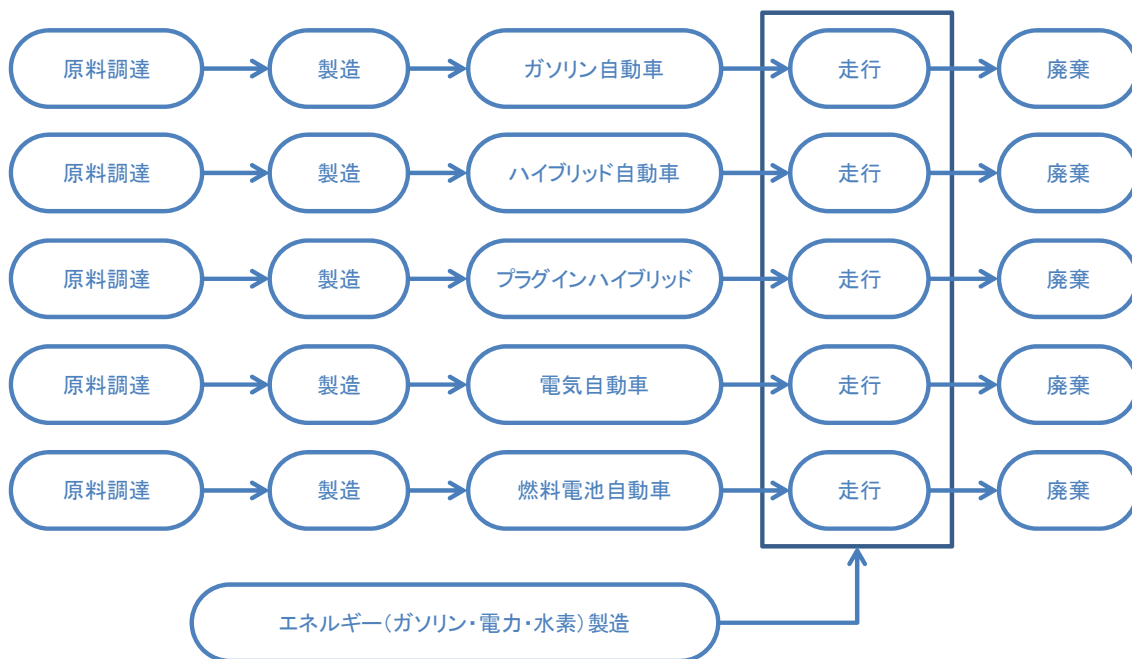 原料調達
製造
ガソリン自動車
走行
廃棄
原料調達
製造
ハイブリッド自動車
走行
廃棄
原料調達
製造
プラグインハイブリッド
走行
廃棄
原料調達
製造
電気自動車
走行
廃棄
原料調達
製造
燃料電池自動車
走行
廃棄
エネルギー(ガソリン・電力・水素)製造